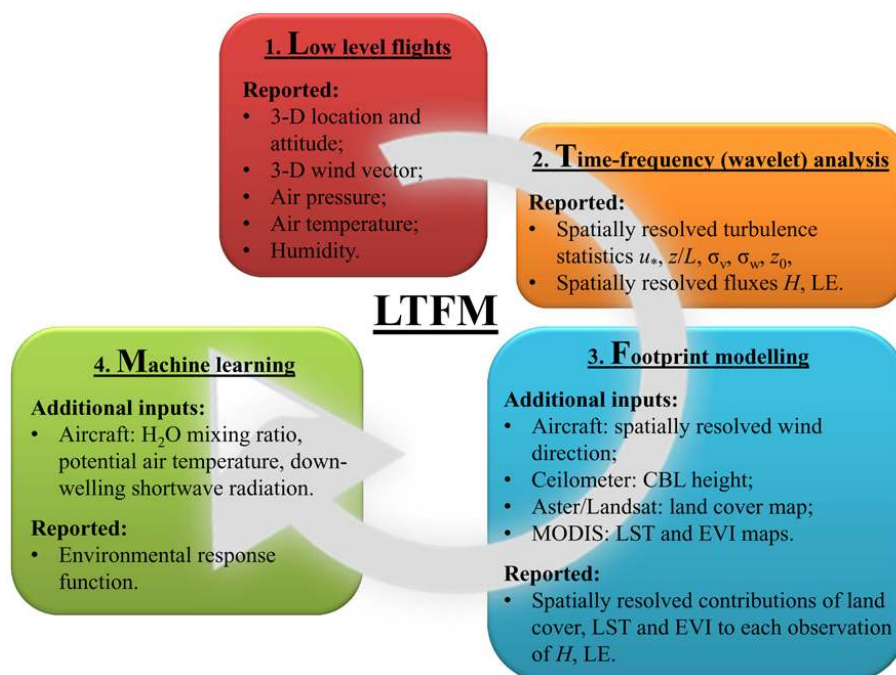 1. Low level flights
Reported:
• 3-D location and
attitude;
• 3-D wind vector;
• Air pressure;
• Air temperature;
• Humidity.
2. Time-frequency (wavelet) analysis
Reported:
• Spatially resolved turbulence
statistics u*, z/L, σv, σw, z0,
• Spatially resolved fluxes H, LE.
LTFM
3. Footprint modelling
Additional inputs:
• Aircraft: spatially resolved wind
direction;
• Ceilometer: CBL height;
• Aster/Landsat: land cover map;
• MODIS: LST and EVI maps.
Reported:
• Spatially resolved contributions of land
cover, LST and EVI to each observation
of H, LE.
4. Machine learning
Additional inputs:
• Aircraft: H₂O mixing ratio,
potential air temperature, down-
welling shortwave radiation.
Reported:
• Environmental response
function.